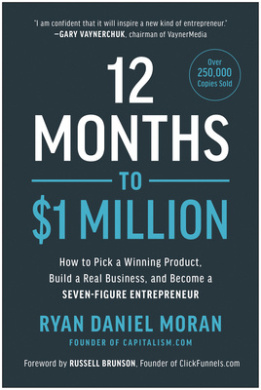 "I am confident that it will inspire a new kind of entrepreneur."
—GARY VAYNERCHUK, chairman of VaynerMedia
Over
250,000
Copies Sold
12
MONTHS
TO
$1 MILLION
How to Pick a Winning Product,
Build a Real Business, and Become a
SEVEN-FIGURE ENTREPRENEUR
RYAN DANIEL MORAN
FOUNDER OF CAPITALISM.COM
Foreword by RUSSELL BRUNSON, Founder of ClickFunnels.com